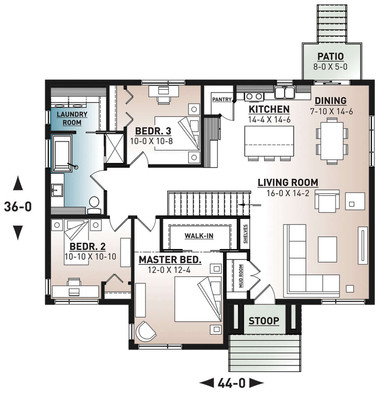 PATIO
8-0 X 5-0
PANTRY
KITCHEN
14-4 X 14-6
DINING
7-10 X 14-6
LAUNDRY
ROOM
BEDR. 3
10-0 X 10-8
LIVING ROOM
16-0 X 14-2
36-0
WALK-IN
SHELVES
BEDR. 2
10-10 X 10-10
MASTER BED.
12-0 X 12-4
MUD ROOM
STOOP
44-0